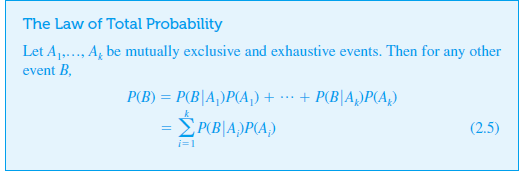 The Law of Total Probability
Let A₁,…, Aₖ be mutually exclusive and exhaustive events. Then for any other
event B,
P(B) = P(B|A₁)P(A₁) + ⋯ + P(B|Aₖ)P(Aₖ)
= ∑ᵢ₌₁ᵏ P(B|Aᵢ)P(Aᵢ) (2.5)